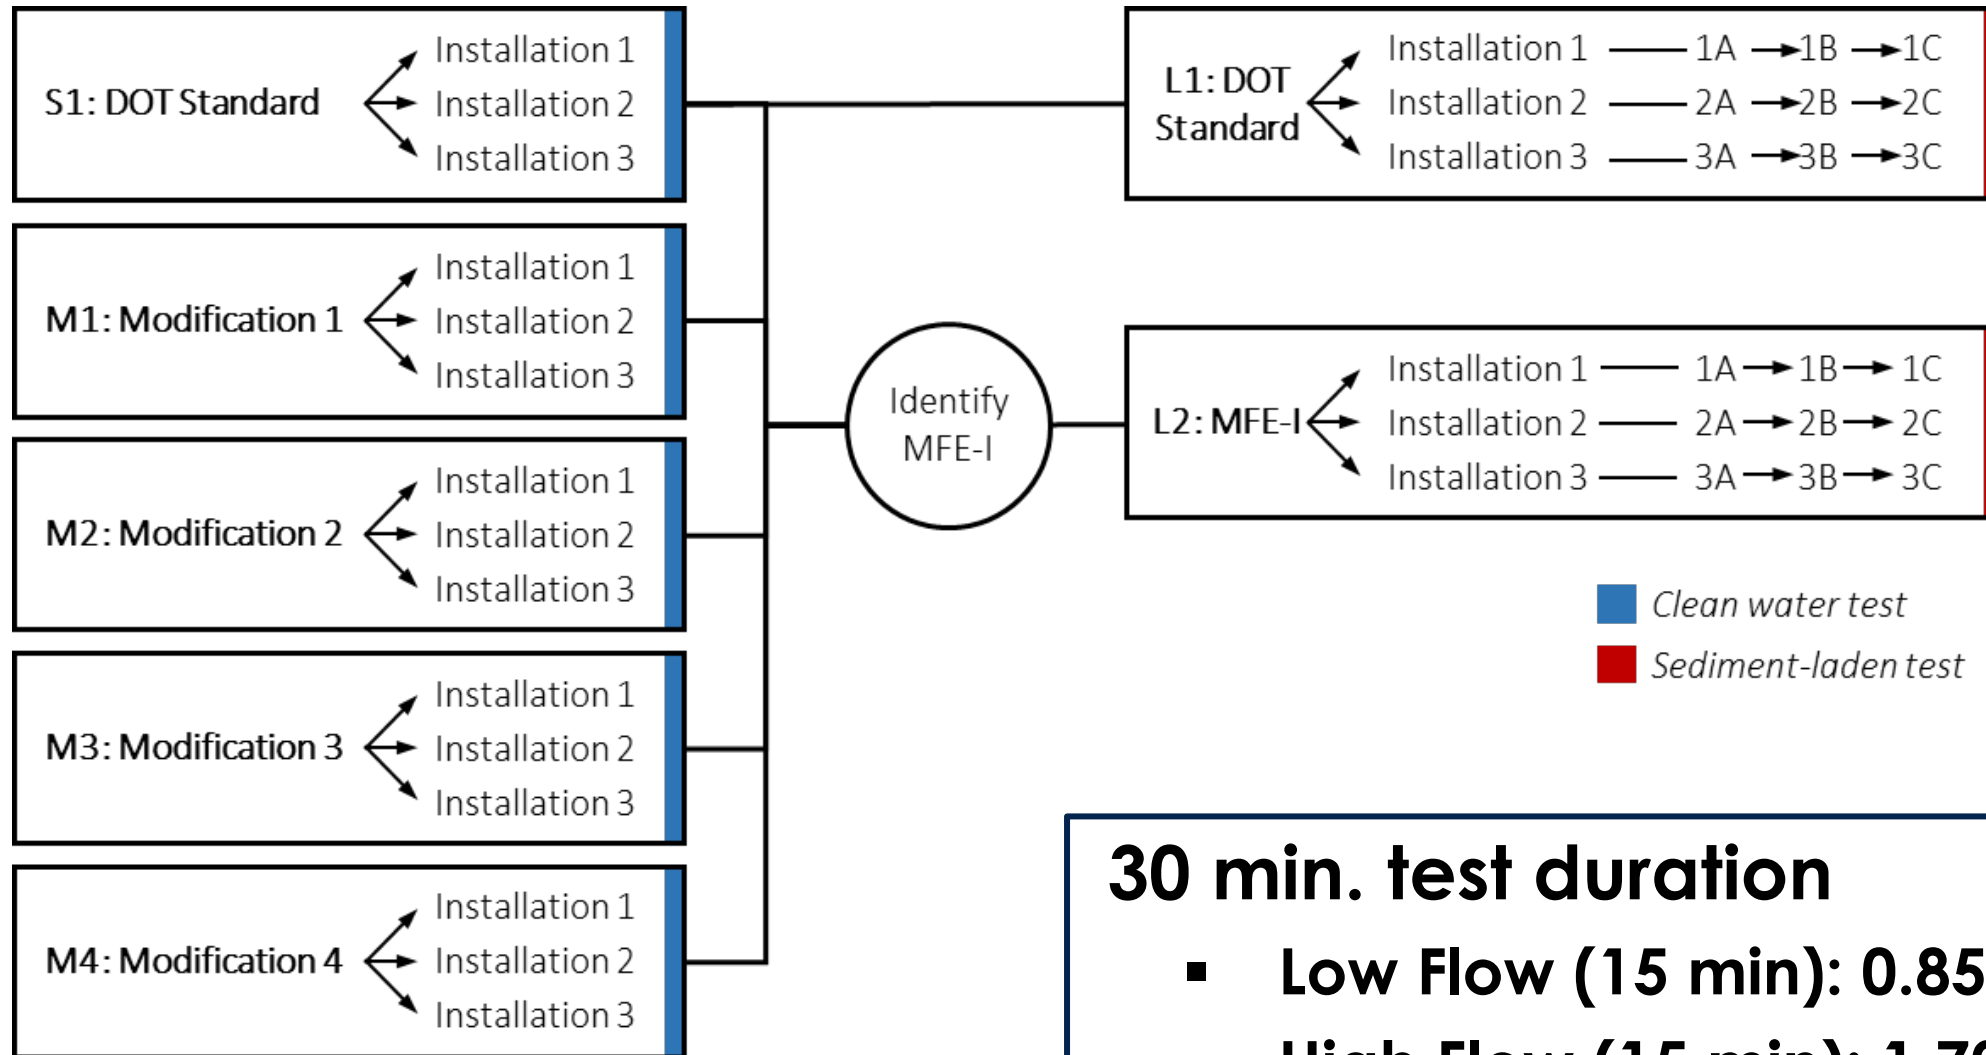 S1: DOT Standard
Installation 1
Installation 2
Installation 3
M1: Modification 1
Installation 1
Installation 2
Installation 3
M2: Modification 2
Installation 1
Installation 2
Installation 3
M3: Modification 3
Installation 1
Installation 2
Installation 3
M4: Modification 4
Installation 1
Installation 2
Installation 3
Identify
MFE-I
L1: DOT
Standard
Installation 1 1A 1B 1C
Installation 2 2A 2B 2C
Installation 3 3A 3B 3C
L2: MFE-I
Installation 1 1A 1B 1C
Installation 2 2A 2B 2C
Installation 3 3A 3B 3C
Clean water test
Sediment-laden test
30 min. test duration
▪ Low Flow (15 min): 0.85
High Flow (15 min):